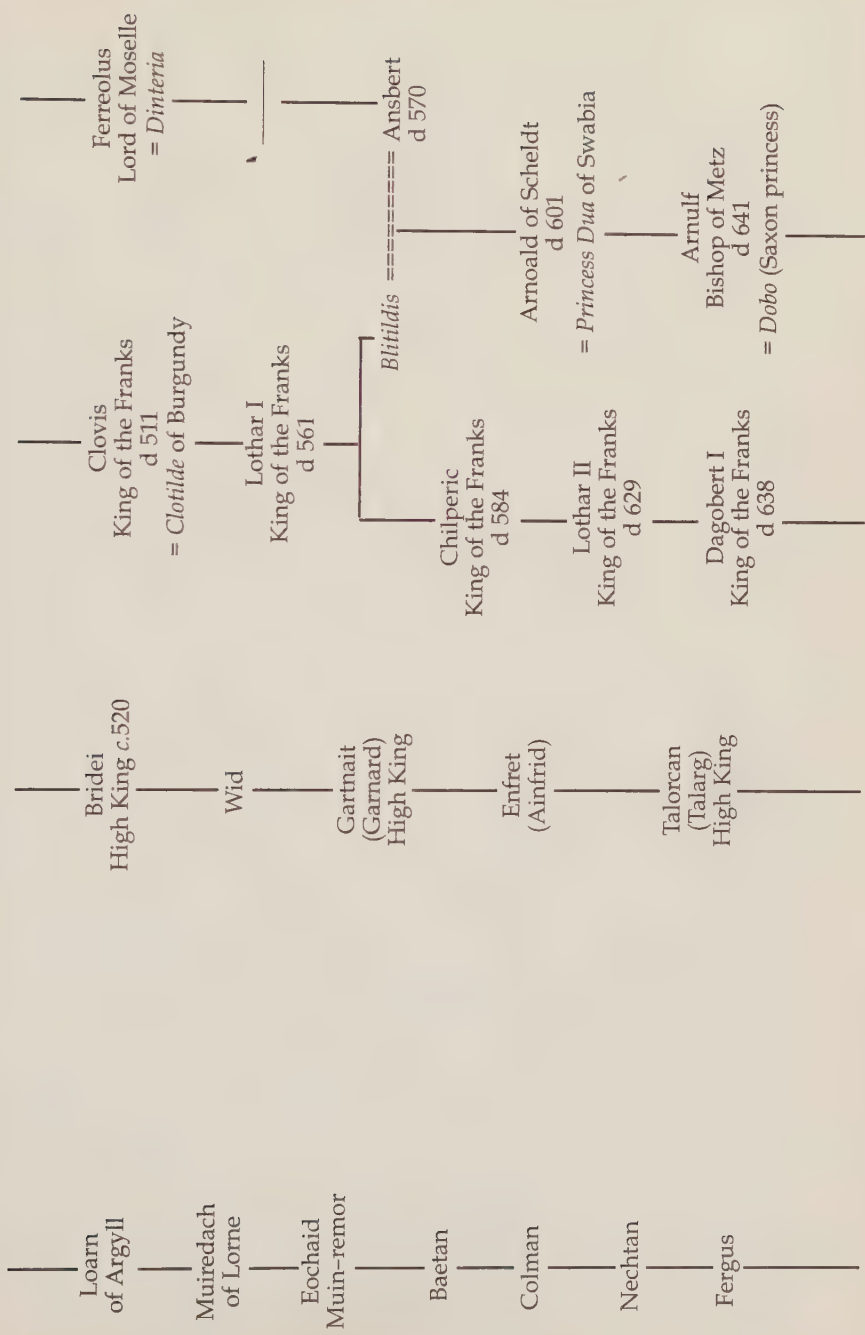 Loarn
of Argyll
Muiredach
of Lorne
Eochaid
Muin-remor
Baetan
Colman
Nechtan
Fergus
Bridei
High King c.520
Wid
Gartnait
(Garnard)
High King
Enfret
(Ainfrid)
Talorcan
(Talarg)
High King
Clovis
King of the Franks
d 511
= Clotilde of Burgundy
Lothar I
King of the Franks
d 561
Chilperic
King of the Franks
d 584
Lothar II
King of the Franks
d 629
Dagobert I
King of the Franks
d 638
Ferreolus
Lord of Moselle
= Dinteria
Blitildis ========= Ansbert
d 570
Arnoald of Scheldt
d 601
= Princess Dua of Swabia
Arnulf
Bishop of Metz
d 641
= Dobo (Saxon princess)